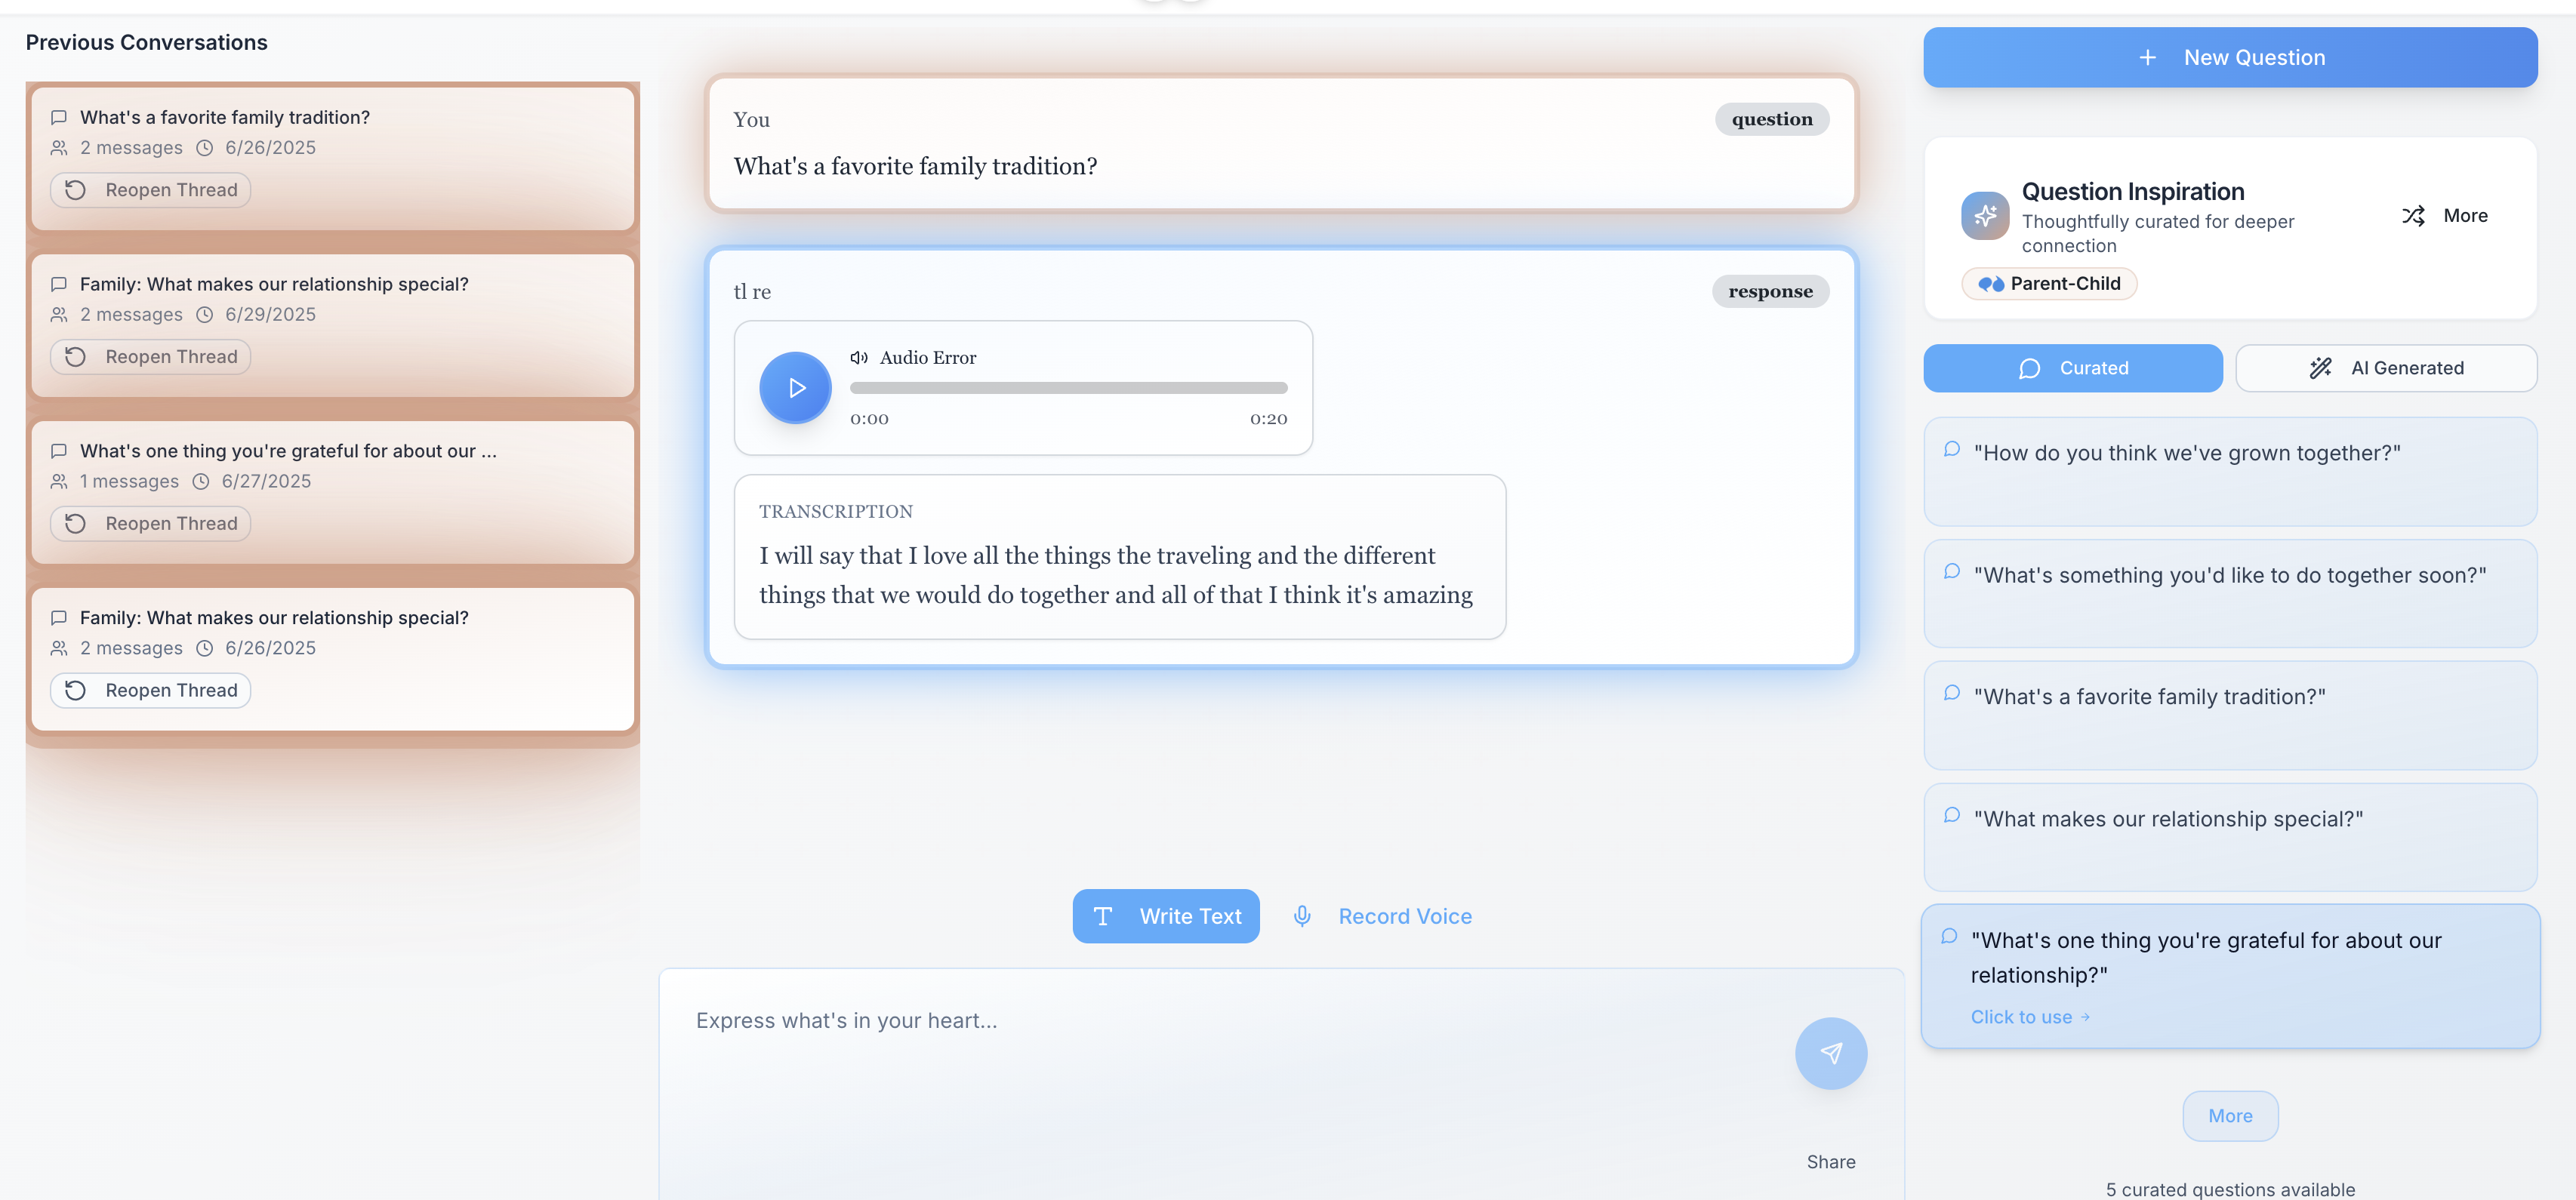 Previous Conversations
What's a favorite family tradition?
2 messages 6/26/2025
Reopen Thread
Family: What makes our relationship special?
2 messages 6/29/2025
Reopen Thread
What's one thing you're grateful for about our ...
1 messages 6/27/2025
Reopen Thread
Family: What makes our relationship special?
2 messages 6/26/2025
Reopen Thread
You question
What's a favorite family tradition?
tl re response
Audio Error
0:00 0:20
TRANSCRIPTION
I will say that I love all the things the traveling and the different
things that we would do together and all of that I think it's amazing
Write Text Record Voice
Express what's in your heart...
Share
New Question
Question Inspiration
Thoughtfully curated for deeper
connection
More
Parent-Child
Curated AI Generated
"How do you think we've grown together?"
"What's something you'd like to do together soon?"
"What's a favorite family tradition?"
"What makes our relationship special?"
"What's one thing you're grateful for about our
relationship?"
Click to use →
More
5 curated questions available